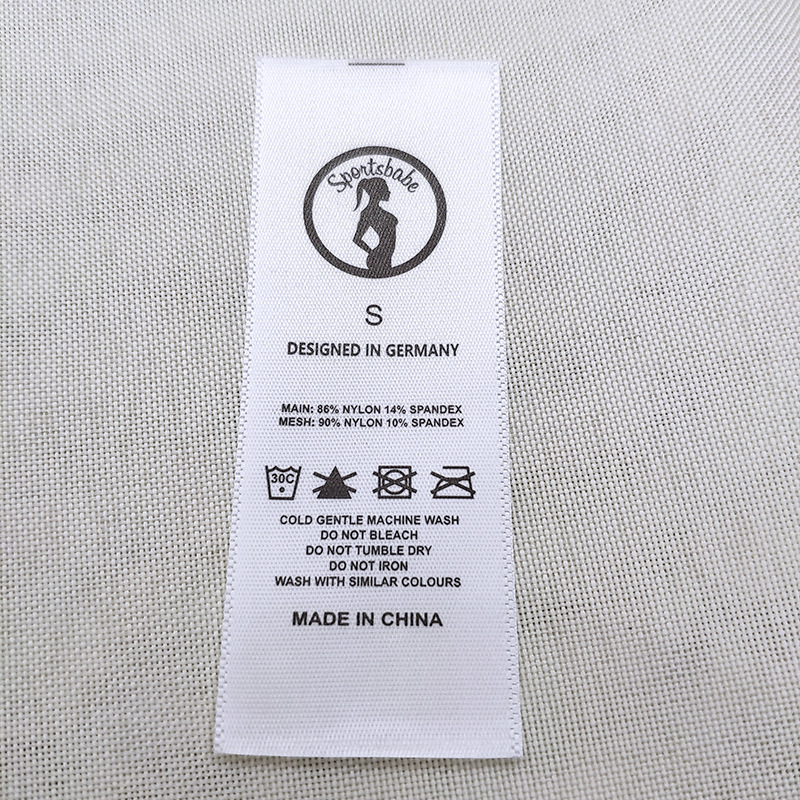 Sportsbabe
S
DESIGNED IN GERMANY
MAIN: 86% NYLON 14% SPANDEX
MESH: 90% NYLON 10% SPANDEX
30C
COLD GENTLE MACHINE WASH
DO NOT BLEACH
DO NOT TUMBLE DRY
DO NOT IRON
WASH WITH SIMILAR COLOURS
MADE IN CHINA